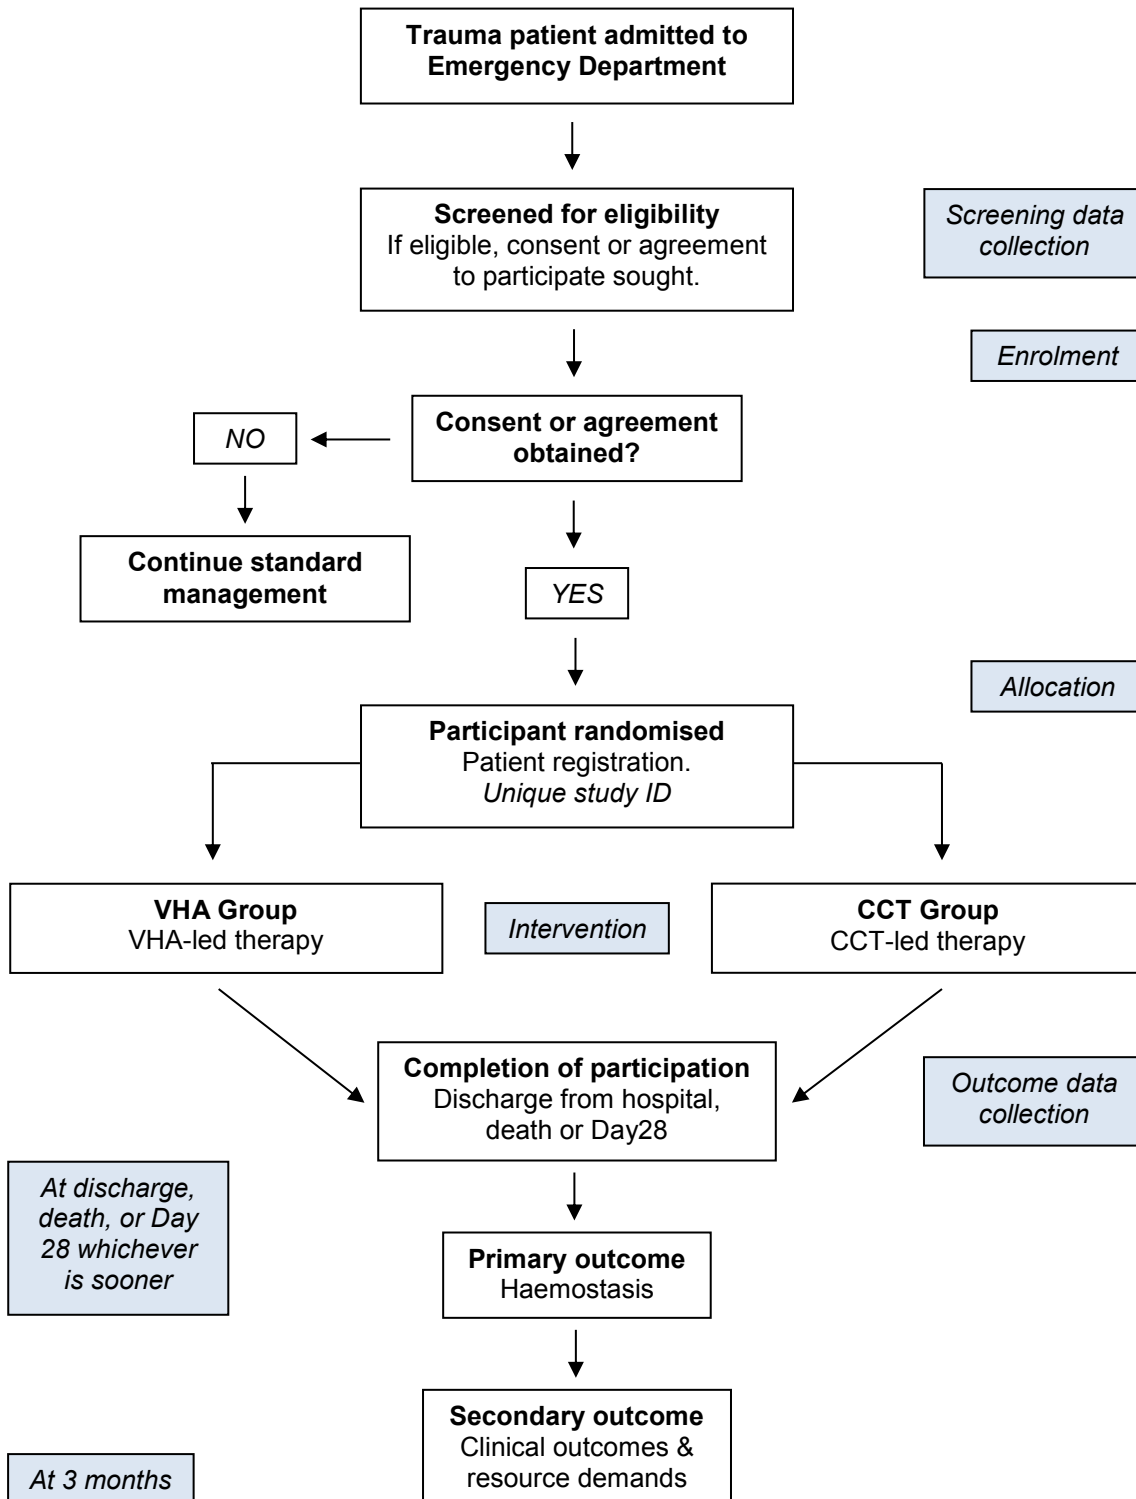 Trauma patient admitted to
Emergency Department
Screened for eligibility
If eligible, consent or agreement
to participate sought.
Screening data
collection
Enrolment
Consent or agreement
obtained?
NO
Continue standard
management
YES
Allocation
Participant randomised
Patient registration.
Unique study ID
VHA Group
VHA-led therapy
Intervention
CCT Group
CCT-led therapy
Completion of participation
Discharge from hospital,
death or Day28
Outcome data
collection
At discharge,
death, or Day
28 whichever
is sooner
Primary outcome
Haemostasis
Secondary outcome
Clinical outcomes &
resource demands
At 3 months